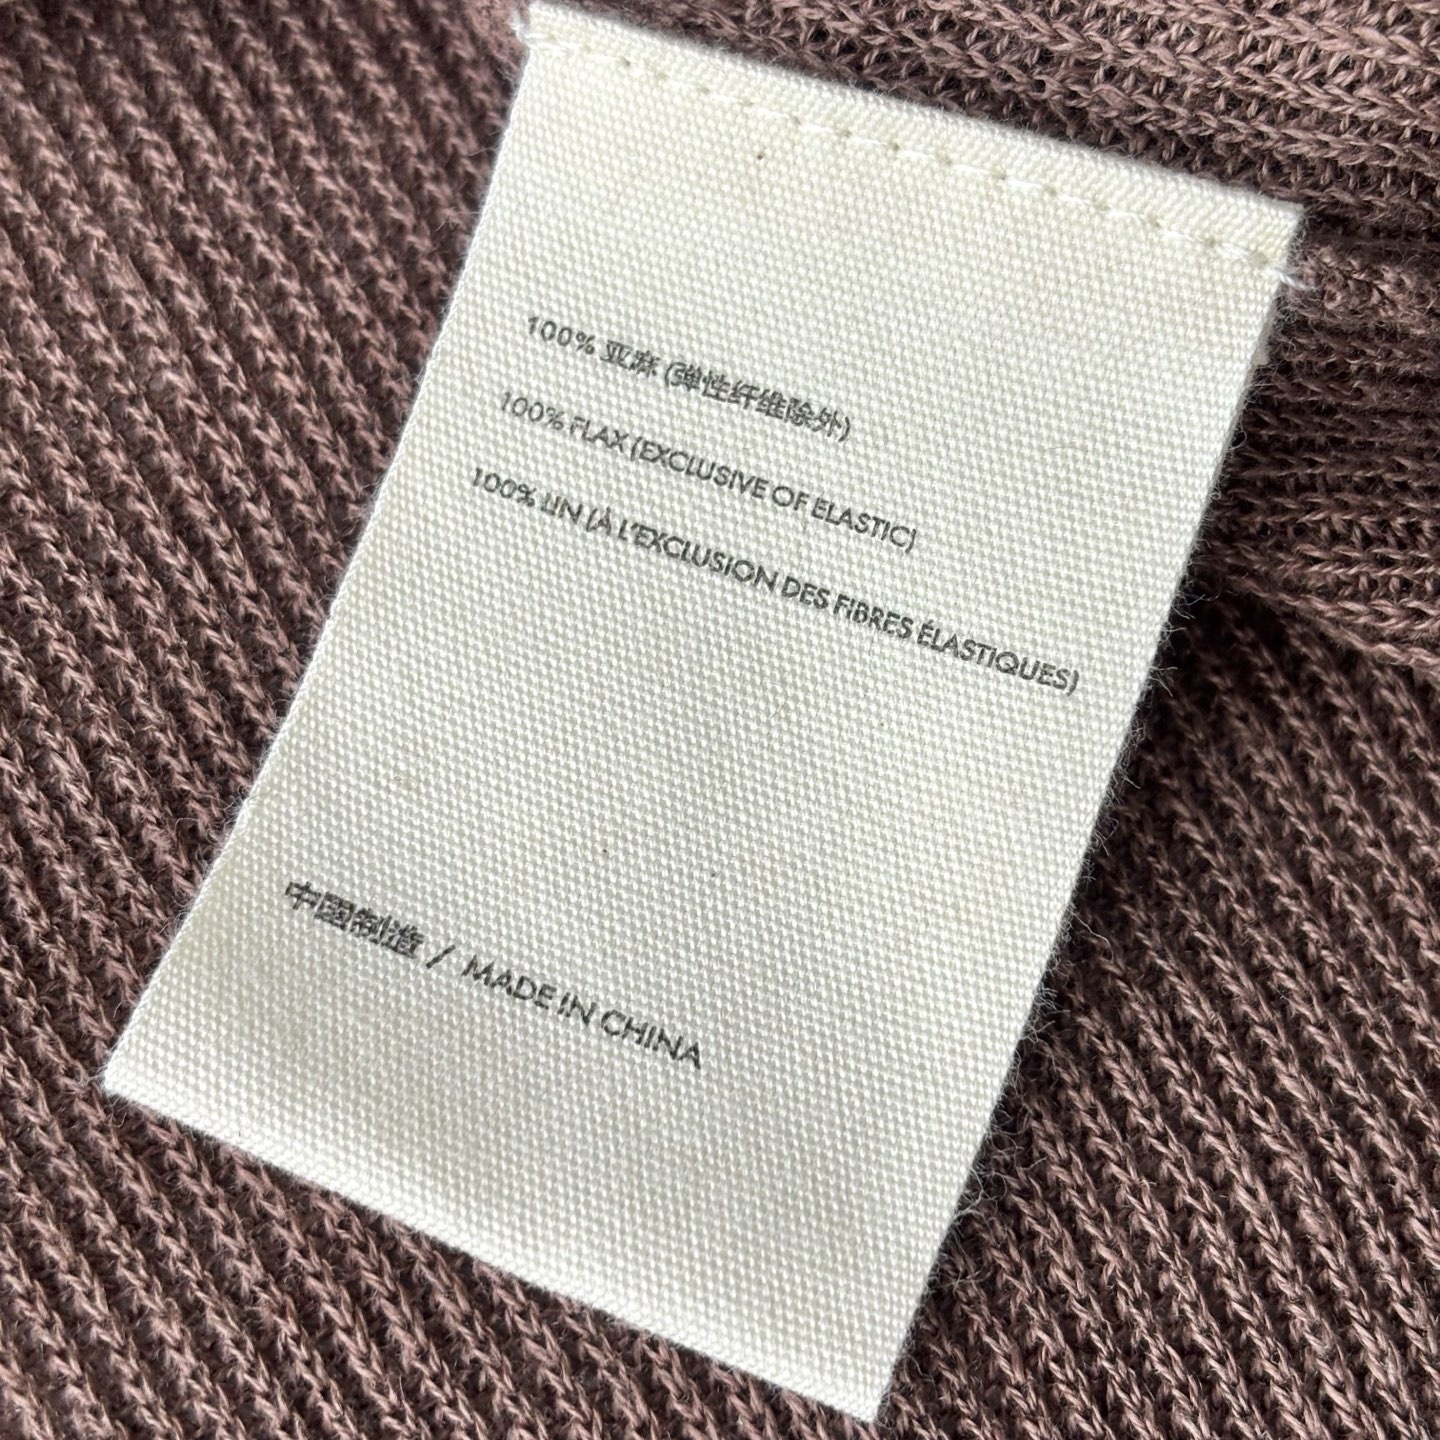 100% 亚麻 (弹性纤维除外)
100% FLAX (EXCLUSIVE OF ELASTIC)
100% LIN (À L'EXCLUSION DES FIBRES ÉLASTIQUES)
中国制造 / MADE IN CHINA